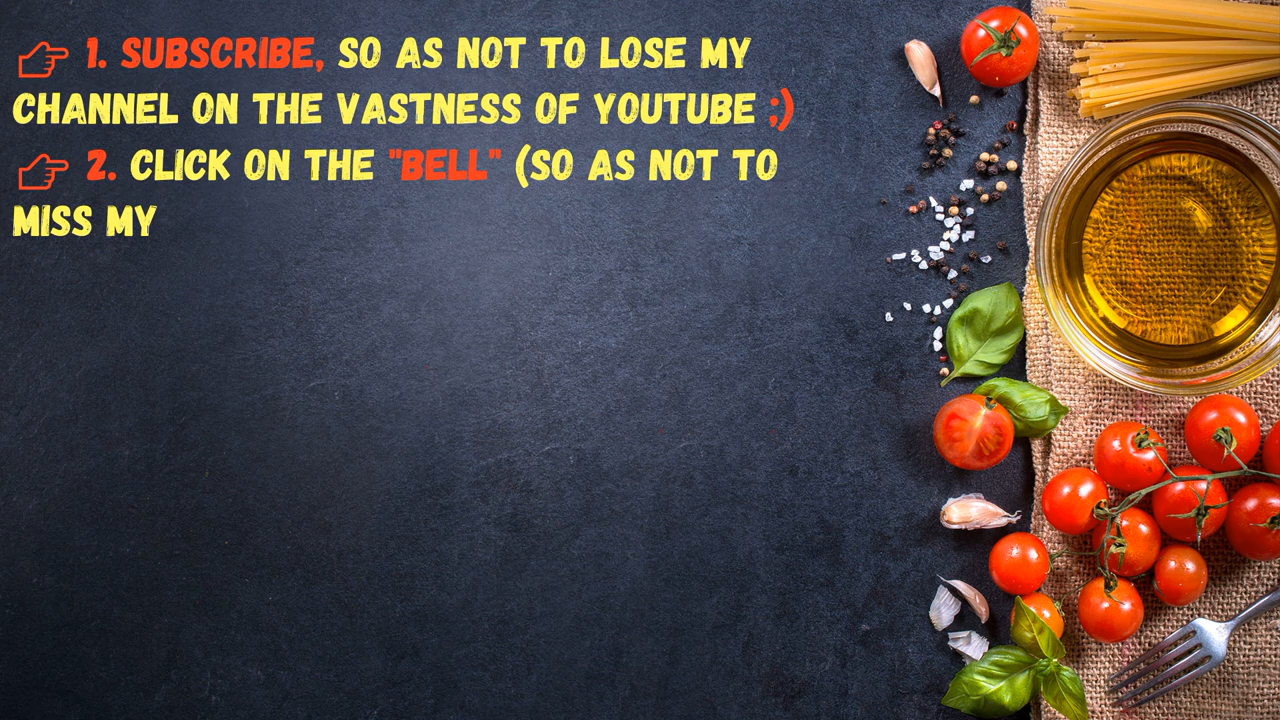 1. SUBSCRIBE, SO AS NOT TO LOSE MY
CHANNEL ON THE VASTNESS OF YOUTUBE ;)
2. CLICK ON THE "BELL" (SO AS NOT TO
MISS MY